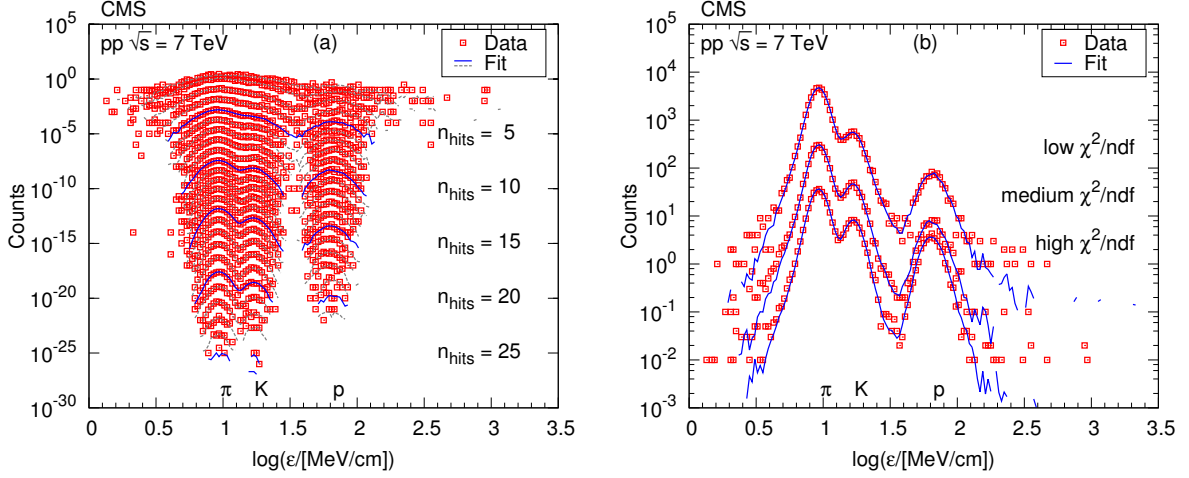 CMS
pp √s = 7 TeV
(a)
Data
Fit
n_hits = 5
n_hits = 10
n_hits = 15
n_hits = 20
n_hits = 25
π K p
10^0
10^-5
10^-10
10^-15
10^-20
10^-25
10^-30
Counts
0 0.5 1 1.5 2 2.5 3 3.5
log(ε/[MeV/cm])
CMS
pp √s = 7 TeV
(b)
Data
Fit
low χ²/ndf
medium χ²/ndf
high χ²/ndf
π K p
10^5
10^4
10^3
10^2
10^1
10^0
10^-1
10^-2
10^-3
Counts
0 0.5 1 1.5 2 2.5 3 3.5
log(ε/[MeV/cm])